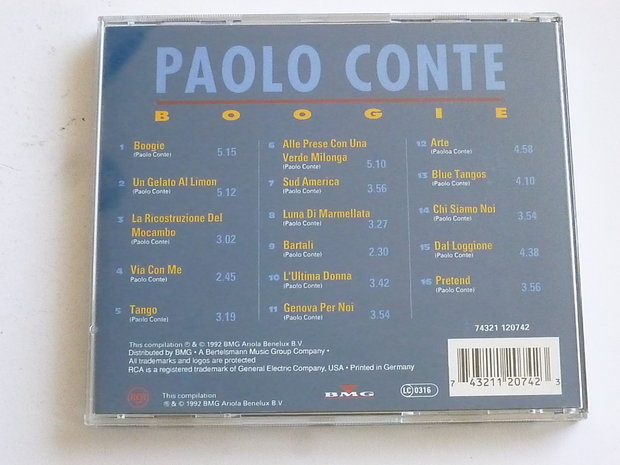 PAOLO CONTE
BOOGIE
1 Boogie 5.15
(Paolo Conte)
2 Un Gelato Al Limon 5.12
(Paolo Conte)
3 La Ricostruzione Del
Mocambo 3.02
(Paolo Conte)
4 Via Con Me 2.45
(Paolo Conte)
5 Tango 3.19
(Paolo Conte)
6 Alle Prese Con Una
Verde Milonga 5.10
(Paolo Conte)
7 Sud America 3.56
(Paolo Conte)
8 Luna Di Marmellata 3.27
(Paolo Conte)
9 Bartali 2.30
(Paolo Conte)
10 L'Ultima Donna 3.42
(Paolo Conte)
11 Genova Per Noi 3.54
(Paolo Conte)
12 Arte 4.58
(Paoloa Conte)
13 Blue Tangos 4.10
(Paolo Conte)
14 Chi Siamo Noi 3.54
(Paolo Conte)
15 Dal Loggione 4.38
(Paolo Conte)
16 Pretend 3.56
(Paolo Conte)
74321 120742
This compilation ℗ & © 1992 BMG Ariola Benelux B.V
Distributed by BMG • A Bertelsmann Music Group Company •
All trademarks and logos are protected
RCA is a registered trademark of General Electric Company, USA • Printed in Germany
7 43211 20742 3
RCA
This compilation
℗ & © 1992 BMG Ariola Benelux B.V
BMG
LC 0316